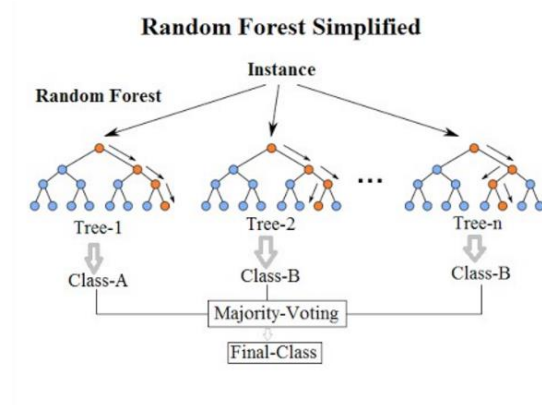 Random Forest Simplified
Instance
Random Forest
...
Tree-1
Tree-2
Tree-n
Class-A
Class-B
Class-B
Majority-Voting
Final-Class